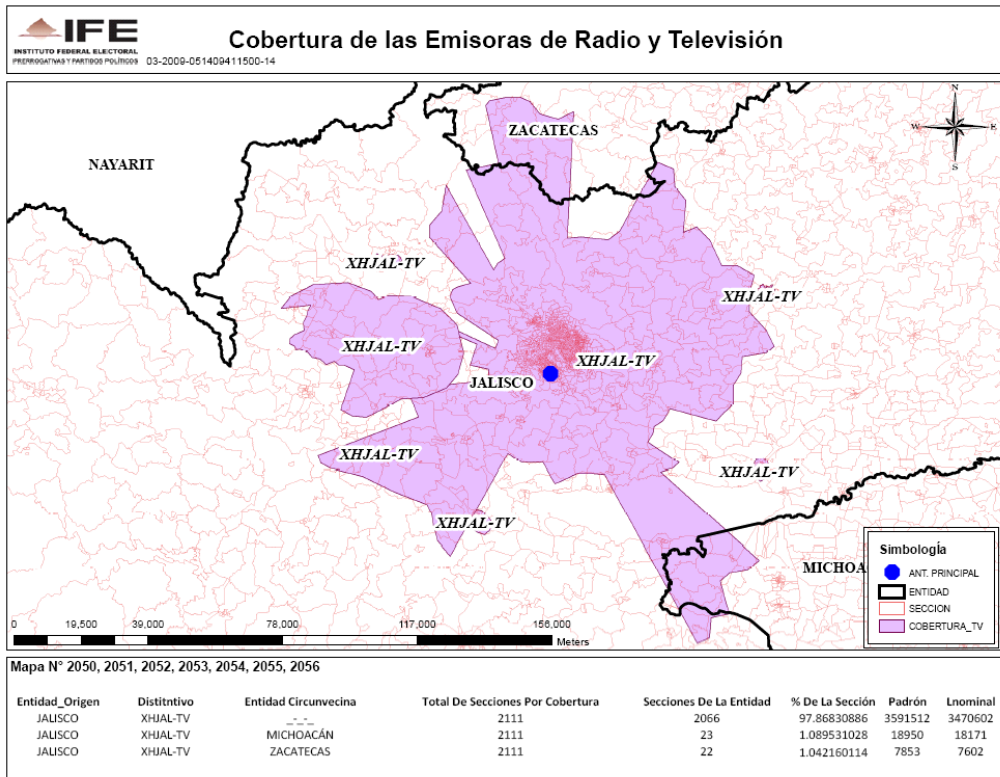 IFE
INSTITUTO FEDERAL ELECTORAL
PRERROGATIVAS Y PARTIDOS POLÍTICOS
03-2009-051409411500-14
Cobertura de las Emisoras de Radio y Televisión
N
W E
S
ZACATECAS
NAYARIT
XHJAL-TV
XHJAL-TV
XHJAL-TV
XHJAL-TV
JALISCO
XHJAL-TV
XHJAL-TV
XHJAL-TV
MICHOA
Simbología
ANT. PRINCIPAL
ENTIDAD
SECCION
COBERTURA_TV
0 19,500 39,000 78,000 117,000 156,000
Meters
Mapa N° 2050, 2051, 2052, 2053, 2054, 2055, 2056
Entidad_Origen Distitntivo Entidad Circunvecina Total De Secciones Por Cobertura Secciones De La Entidad % De La Sección Padrón Lnominal
JALISCO XHJAL-TV _-_-_ 2111 2066 97.86830886 3591512 3470602
JALISCO XHJAL-TV MICHOACÁN 2111 23 1.089531028 18950 18171
JALISCO XHJAL-TV ZACATECAS 2111 22 1.042160114 7853 7602